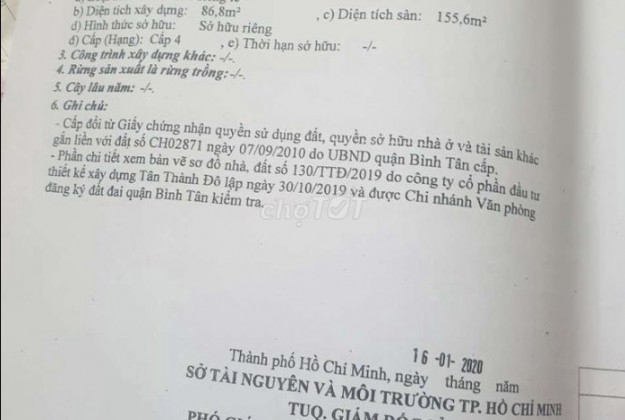 b) Diện tích xây dựng: 86,8m² , c) Diện tích sàn: 155,6m²
d) Hình thức sở hữu: Sở hữu riêng
đ) Cấp (Hạng): Cấp 4 , e) Thời hạn sở hữu: -/-
3. Công trình xây dựng khác: -/-.
4. Rừng sản xuất là rừng trồng: -/-.
5. Cây lâu năm: -/-.
6. Ghi chú:
- Cấp đổi từ Giấy chứng nhận quyền sử dụng đất, quyền sở hữu nhà ở và tài sản khác
gắn liền với đất số CH02871 ngày 07/09/2010 do UBND quận Bình Tân cấp.
- Phần chi tiết xem bản vẽ sơ đồ nhà, đất số 130/TTĐ/2019 do công ty cổ phần đầu tư
thiết kế xây dựng Tân Thành Đô lập ngày 30/10/2019 và được Chi nhánh Văn phòng
đăng ký đất đai quận Bình Tân kiểm tra.
chợTỐT
16-01-2020
Thành phố Hồ Chí Minh, ngày tháng năm
SỞ TÀI NGUYÊN VÀ MÔI TRƯỜNG TP. HỒ CHÍ MINH
TUQ. GIÁM ĐỐC